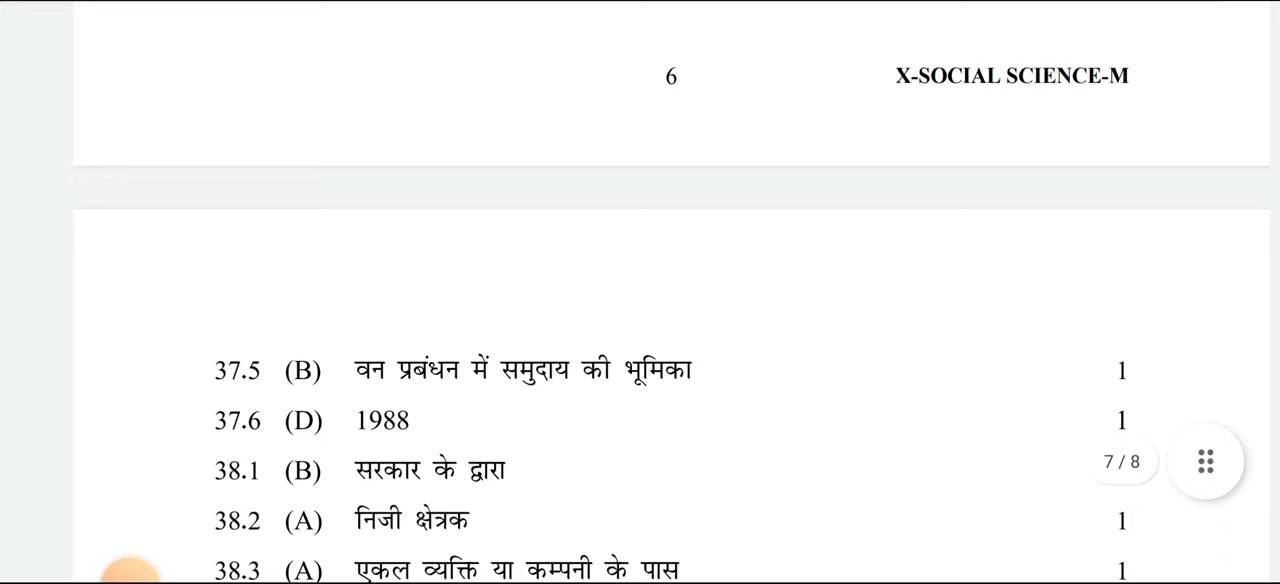 6 X-SOCIAL SCIENCE-M
37.5 (B) वन प्रबंधन में समुदाय की भूमिका 1
37.6 (D) 1988 1
38.1 (B) सरकार के द्वारा
7 / 8
38.2 (A) निजी क्षेत्रक 1
38.3 (A) एकल व्यक्ति या कम्पनी के पास 1